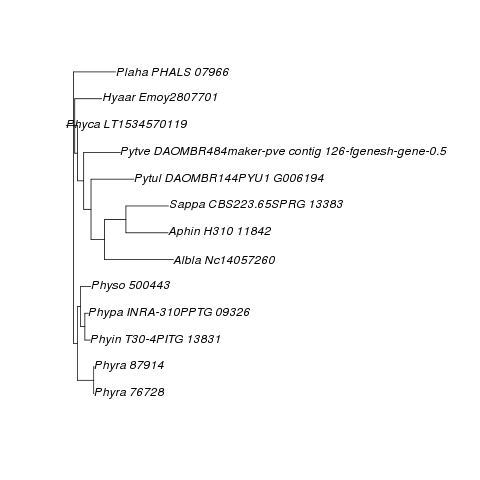 Plaha PHALS 07966
Hyaar Emoy2807701
Phyca LT1534570119
Pytve DAOMBR484maker-pve contig 126-fgenesh-gene-0.5
Pytul DAOMBR144PYU1 G006194
Sappa CBS223.65SPRG 13383
Aphin H310 11842
Albla Nc14057260
Physo 500443
Phypa INRA-310PPTG 09326
Phyin T30-4PITG 13831
Phyra 87914
Phyra 76728